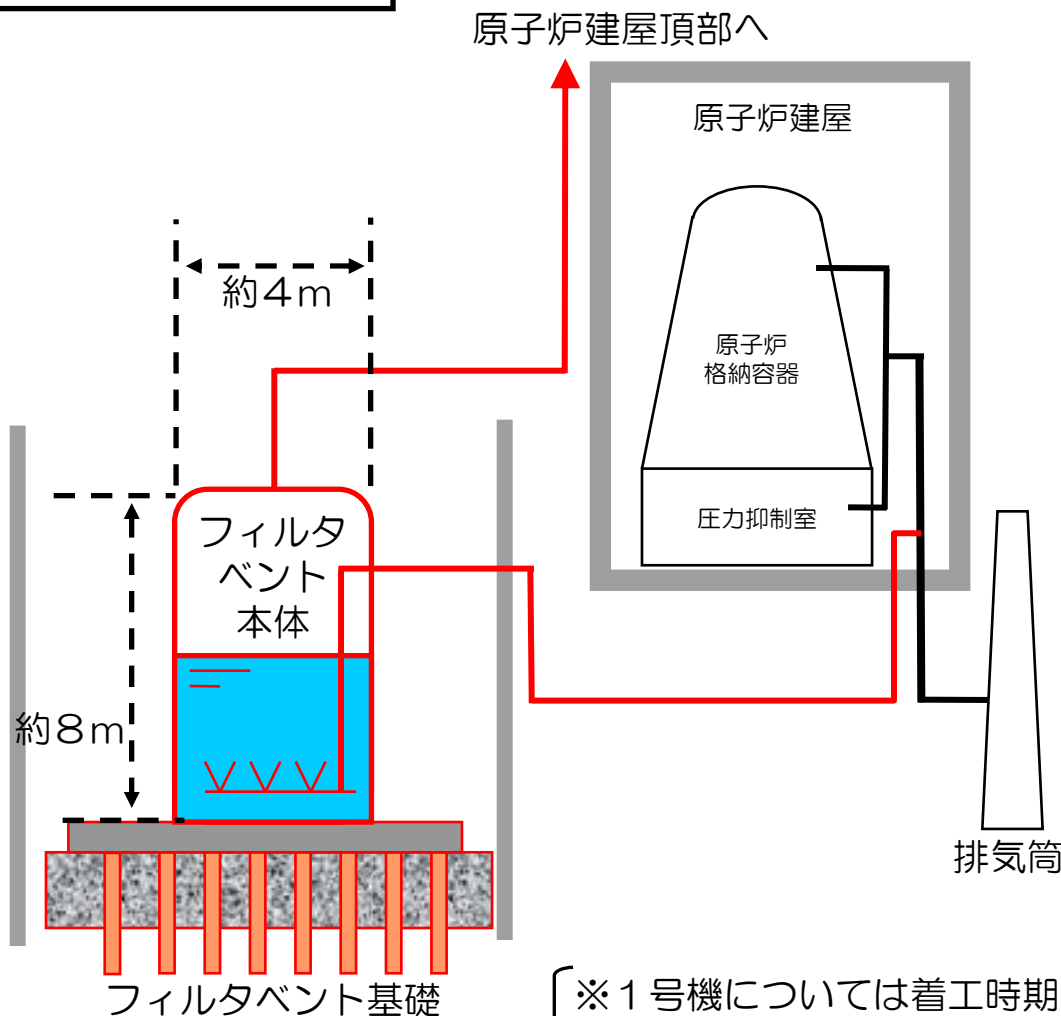 原子炉建屋頂部へ
原子炉建屋
約4m
原子炉
格納容器
圧力抑制室
フィルタ
ベント
本体
約8m
排気筒
フィルタベント基礎
※1号機については着工時期